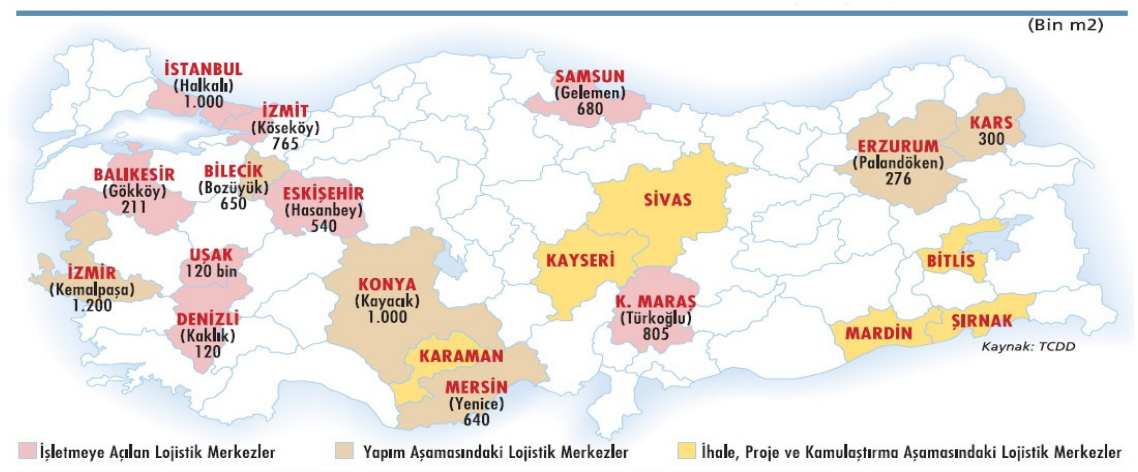 (Bin m2)
İSTANBUL
(Halkalı)
1.000
İZMİT
(Köseköy)
765
SAMSUN
(Gelemen)
680
KARS
300
ERZURUM
(Palandöken)
276
BALIKESİR
(Gökköy)
211
BİLECİK
(Bozüyük)
650
ESKİŞEHİR
(Hasanbey)
540
SİVAS
UŞAK
120 bin
İZMİR
(Kemalpaşa)
1.200
KONYA
(Kayacık)
1.000
KAYSERİ
BİTLİS
DENİZLİ
(Kaklık)
120
K. MARAŞ
(Türkoğlu)
805
MARDİN
ŞIRNAK
KARAMAN
MERSİN
(Yenice)
640
Kaynak: TCDD
İşletmeye Açılan Lojistik Merkezler
Yapım Aşamasındaki Lojistik Merkezler
İhale, Proje ve Kamulaştırma Aşamasındaki Lojistik Merkezler